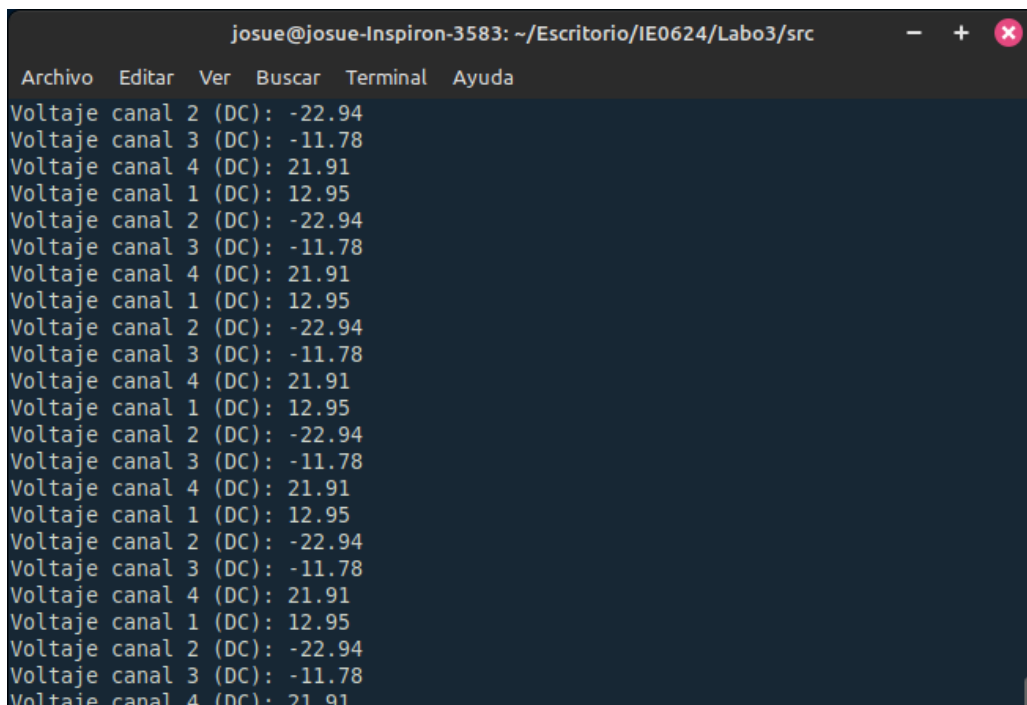 josue@josue-Inspiron-3583: ~/Escritorio/IE0624/Labo3/src
Archivo Editar Ver Buscar Terminal Ayuda
Voltaje canal 2 (DC): -22.94
Voltaje canal 3 (DC): -11.78
Voltaje canal 4 (DC): 21.91
Voltaje canal 1 (DC): 12.95
Voltaje canal 2 (DC): -22.94
Voltaje canal 3 (DC): -11.78
Voltaje canal 4 (DC): 21.91
Voltaje canal 1 (DC): 12.95
Voltaje canal 2 (DC): -22.94
Voltaje canal 3 (DC): -11.78
Voltaje canal 4 (DC): 21.91
Voltaje canal 1 (DC): 12.95
Voltaje canal 2 (DC): -22.94
Voltaje canal 3 (DC): -11.78
Voltaje canal 4 (DC): 21.91
Voltaje canal 1 (DC): 12.95
Voltaje canal 2 (DC): -22.94
Voltaje canal 3 (DC): -11.78
Voltaje canal 4 (DC): 21.91
Voltaje canal 1 (DC): 12.95
Voltaje canal 2 (DC): -22.94
Voltaje canal 3 (DC): -11.78
Voltaje canal 4 (DC): 21.91